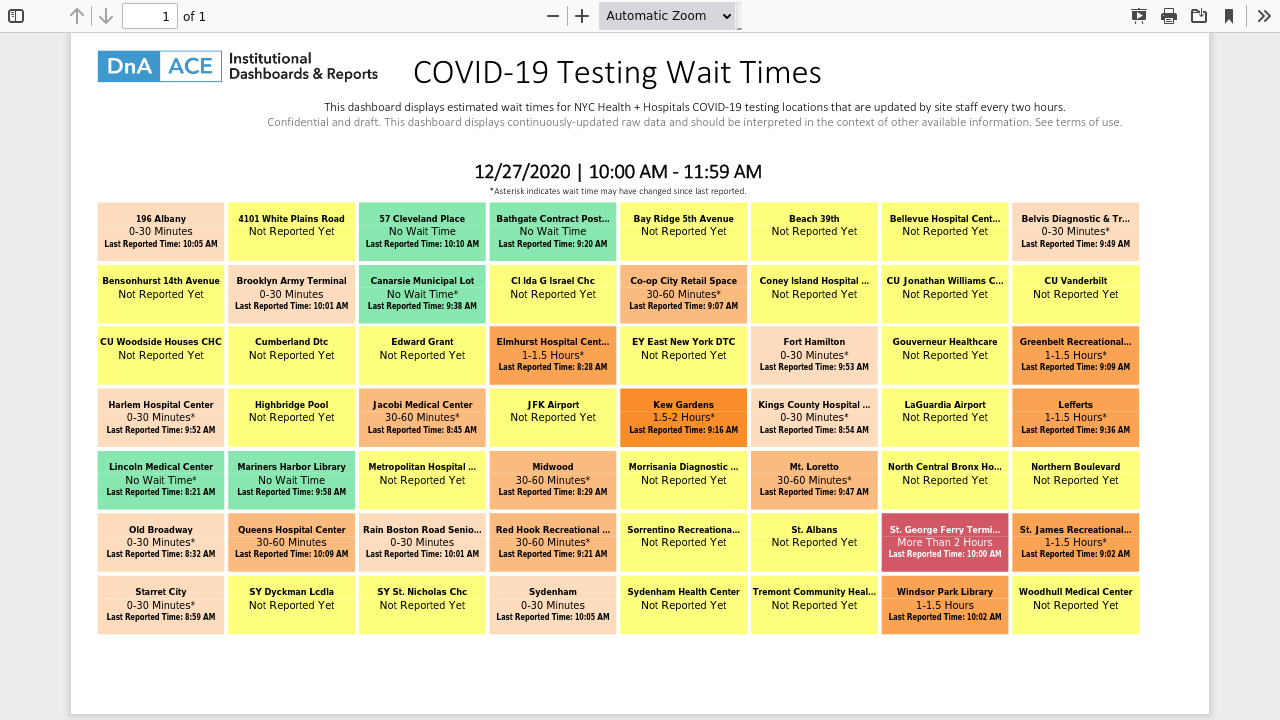 1 of 1
Automatic Zoom
DnA ACE Institutional
Dashboards & Reports
COVID-19 Testing Wait Times
This dashboard displays estimated wait times for NYC Health + Hospitals COVID-19 testing locations that are updated by site staff every two hours.
Confidential and draft. This dashboard displays continuously-updated raw data and should be interpreted in the context of other available information. See terms of use.
12/27/2020 | 10:00 AM - 11:59 AM
*Asterisk indicates wait time may have changed since last reported.
196 Albany
0-30 Minutes
Last Reported Time: 10:05 AM
4101 White Plains Road
Not Reported Yet
57 Cleveland Place
No Wait Time
Last Reported Time: 10:10 AM
Bathgate Contract Post...
No Wait Time
Last Reported Time: 9:20 AM
Bay Ridge 5th Avenue
Not Reported Yet
Beach 39th
Not Reported Yet
Bellevue Hospital Cent...
Not Reported Yet
Belvis Diagnostic & Tr...
0-30 Minutes*
Last Reported Time: 9:49 AM
Bensonhurst 14th Avenue
Not Reported Yet
Brooklyn Army Terminal
0-30 Minutes
Last Reported Time: 10:01 AM
Canarsie Municipal Lot
No Wait Time*
Last Reported Time: 9:38 AM
CI Ida G Israel Chc
Not Reported Yet
Co-op City Retail Space
30-60 Minutes*
Last Reported Time: 9:07 AM
Coney Island Hospital ...
Not Reported Yet
CU Jonathan Williams C...
Not Reported Yet
CU Vanderbilt
Not Reported Yet
CU Woodside Houses CHC
Not Reported Yet
Cumberland Dtc
Not Reported Yet
Edward Grant
Not Reported Yet
Elmhurst Hospital Cent...
1-1.5 Hours*
Last Reported Time: 8:28 AM
EY East New York DTC
Not Reported Yet
Fort Hamilton
0-30 Minutes*
Last Reported Time: 9:53 AM
Gouverneur Healthcare
Not Reported Yet
Greenbelt Recreational...
1-1.5 Hours*
Last Reported Time: 9:09 AM
Harlem Hospital Center
0-30 Minutes*
Last Reported Time: 9:52 AM
Highbridge Pool
Not Reported Yet
Jacobi Medical Center
30-60 Minutes*
Last Reported Time: 8:45 AM
JFK Airport
Not Reported Yet
Kew Gardens
1.5-2 Hours*
Last Reported Time: 9:16 AM
Kings County Hospital ...
0-30 Minutes*
Last Reported Time: 8:54 AM
LaGuardia Airport
Not Reported Yet
Lefferts
1-1.5 Hours*
Last Reported Time: 9:36 AM
Lincoln Medical Center
No Wait Time*
Last Reported Time: 8:21 AM
Mariners Harbor Library
No Wait Time
Last Reported Time: 9:58 AM
Metropolitan Hospital ...
Not Reported Yet
Midwood
30-60 Minutes*
Last Reported Time: 8:29 AM
Morrisania Diagnostic ...
Not Reported Yet
Mt. Loretto
30-60 Minutes*
Last Reported Time: 9:47 AM
North Central Bronx Ho...
Not Reported Yet
Northern Boulevard
Not Reported Yet
Old Broadway
0-30 Minutes*
Last Reported Time: 8:32 AM
Queens Hospital Center
30-60 Minutes
Last Reported Time: 10:09 AM
Rain Boston Road Senio...
0-30 Minutes
Last Reported Time: 10:01 AM
Red Hook Recreational ...
30-60 Minutes*
Last Reported Time: 9:21 AM
Sorrentino Recreationa...
Not Reported Yet
St. Albans
Not Reported Yet
St. George Ferry Termi...
More Than 2 Hours
Last Reported Time: 10:00 AM
St. James Recreational...
1-1.5 Hours*
Last Reported Time: 9:02 AM
Starret City
0-30 Minutes*
Last Reported Time: 8:59 AM
SY Dyckman Lcdla
Not Reported Yet
SY St. Nicholas Chc
Not Reported Yet
Sydenham
0-30 Minutes
Last Reported Time: 10:05 AM
Sydenham Health Center
Not Reported Yet
Tremont Community Heal...
Not Reported Yet
Windsor Park Library
1-1.5 Hours
Last Reported Time: 10:02 AM
Woodhull Medical Center
Not Reported Yet